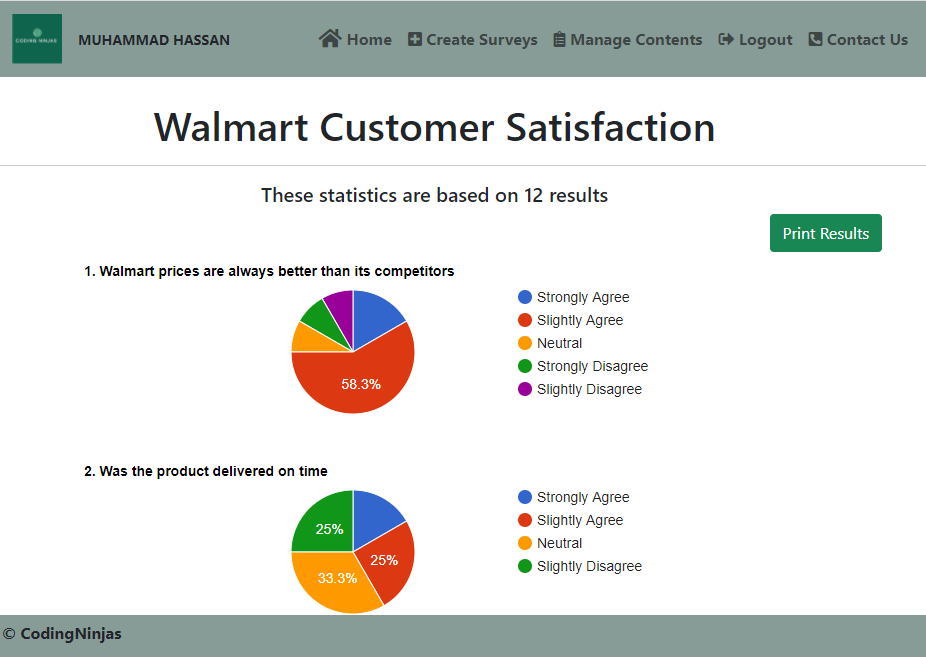 CODING NINJAS
MUHAMMAD HASSAN
Home
Create Surveys
Manage Contents
Logout
Contact Us
Walmart Customer Satisfaction
These statistics are based on 12 results
Print Results
1. Walmart prices are always better than its competitors
58.3%
Strongly Agree
Slightly Agree
Neutral
Strongly Disagree
Slightly Disagree
2. Was the product delivered on time
25%
25%
33.3%
Strongly Agree
Slightly Agree
Neutral
Slightly Disagree
© CodingNinjas